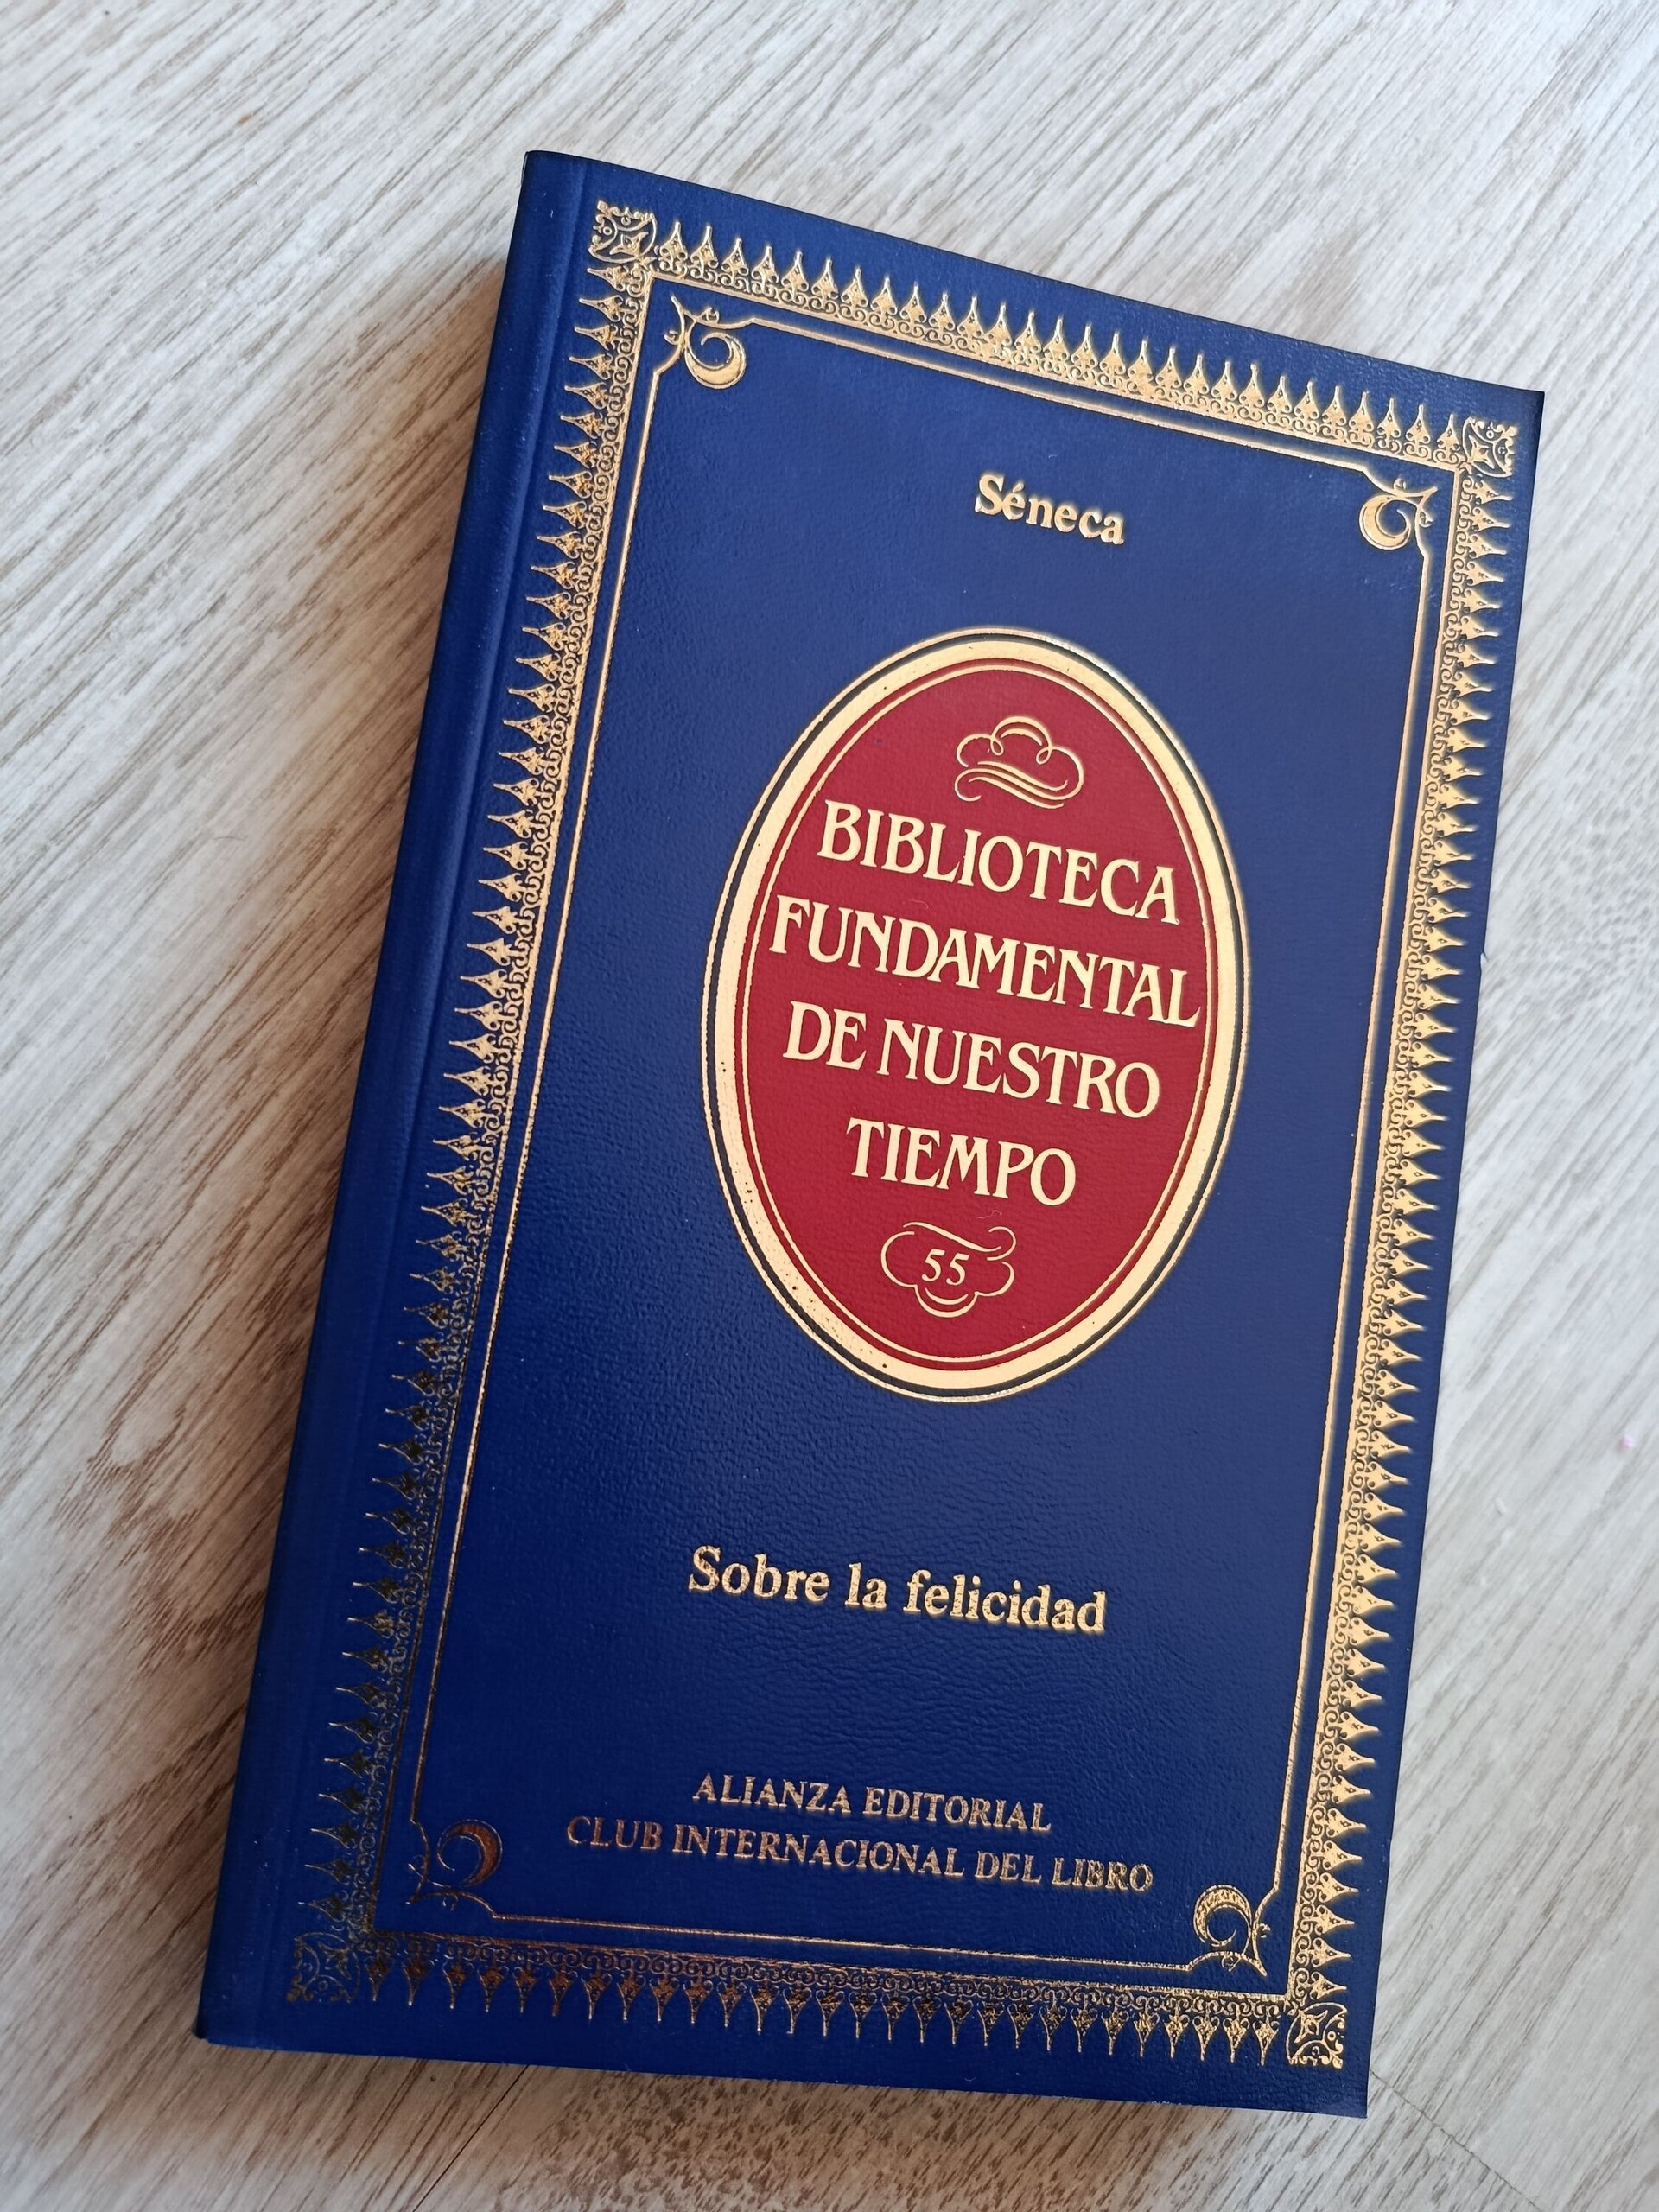 Séneca
BIBLIOTECA
FUNDAMENTAL
DE NUESTRO
TIEMPO
55
Sobre la felicidad
ALIANZA EDITORIAL
CLUB INTERNACIONAL DEL LIBRO